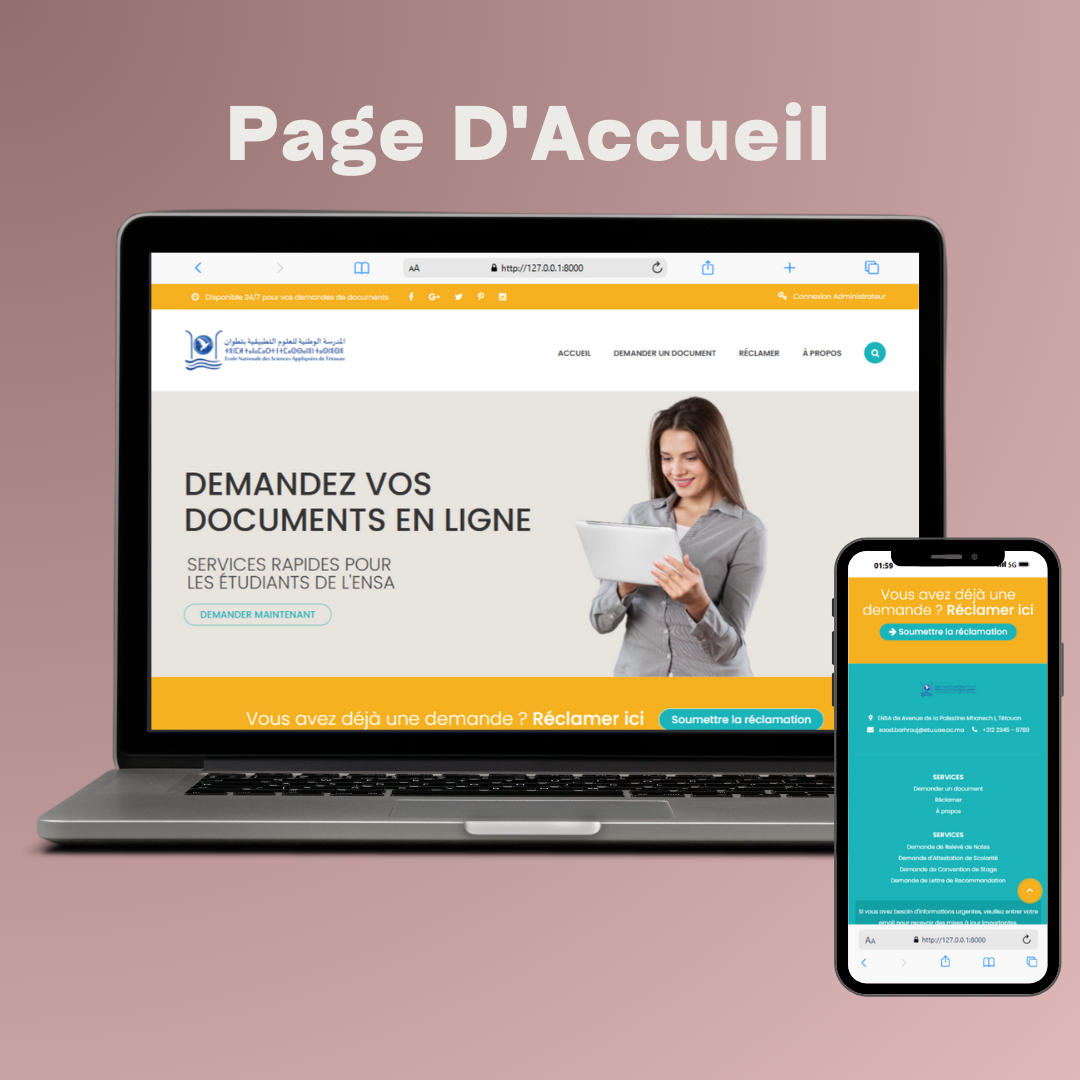 Page D'Accueil
AA
http://127.0.0.1:8000
Disponible 24/7 pour vos demandes de documents
Connexion Administrateur
المدرسة الوطنية للعلوم التطبيقية بتطوان
Ecole Nationale des Sciences Appliquées de Tétouan
ACCUEIL DEMANDER UN DOCUMENT RÉCLAMER À PROPOS
DEMANDEZ VOS
DOCUMENTS EN LIGNE
SERVICES RAPIDES POUR
LES ÉTUDIANTS DE L'ENSA
DEMANDER MAINTENANT
Vous avez déjà une demande ? Réclamer ici
Soumettre la réclamation
01:59
5G
Vous avez déjà une
demande ? Réclamer ici
Soumettre la réclamation
ENSA de Avenue de la Palestine Mhanech I, Tétouan
saad.barhrouj@etu.uae.ac.ma +212 2345 - 6789
SERVICES
Demander un document
Réclamer
À propos
SERVICES
Demande de Relevé de Notes
Demande d'Attestation de Scolarité
Demande de Convention de Stage
Demande de Lettre de Recommandation
Si vous avez besoin d'informations urgentes, veuillez entrer votre
email pour recevoir des mises à jour importantes.
AA
http://127.0.0.1:8000